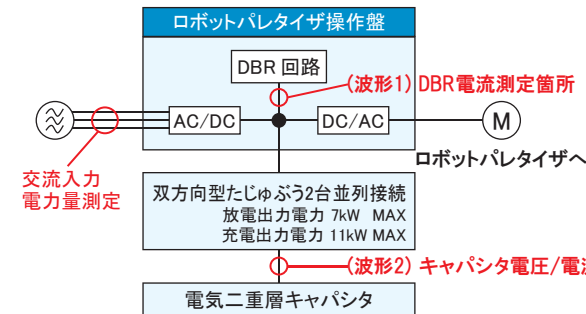 ロボットパレタイザ操作盤
DBR 回路
(波形1) DBR電流測定箇所
AC/DC
DC/AC
M
ロボットパレタイザへ
交流入力
電力量測定
双方向型たじゅぶう2台並列接続
放電出力電力 7kW MAX
充電出力電力 11kW MAX
(波形2) キャパシタ電圧/電
電気二重層キャパシタ